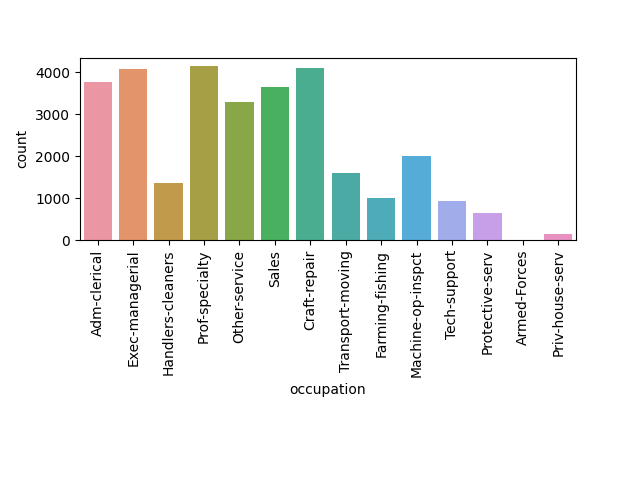 4000
3000
2000
1000
0
count
Adm-clerical
Exec-managerial
Handlers-cleaners
Prof-specialty
Other-service
Sales
Craft-repair
Transport-moving
Farming-fishing
Machine-op-inspct
Tech-support
Protective-serv
Armed-Forces
Priv-house-serv
occupation